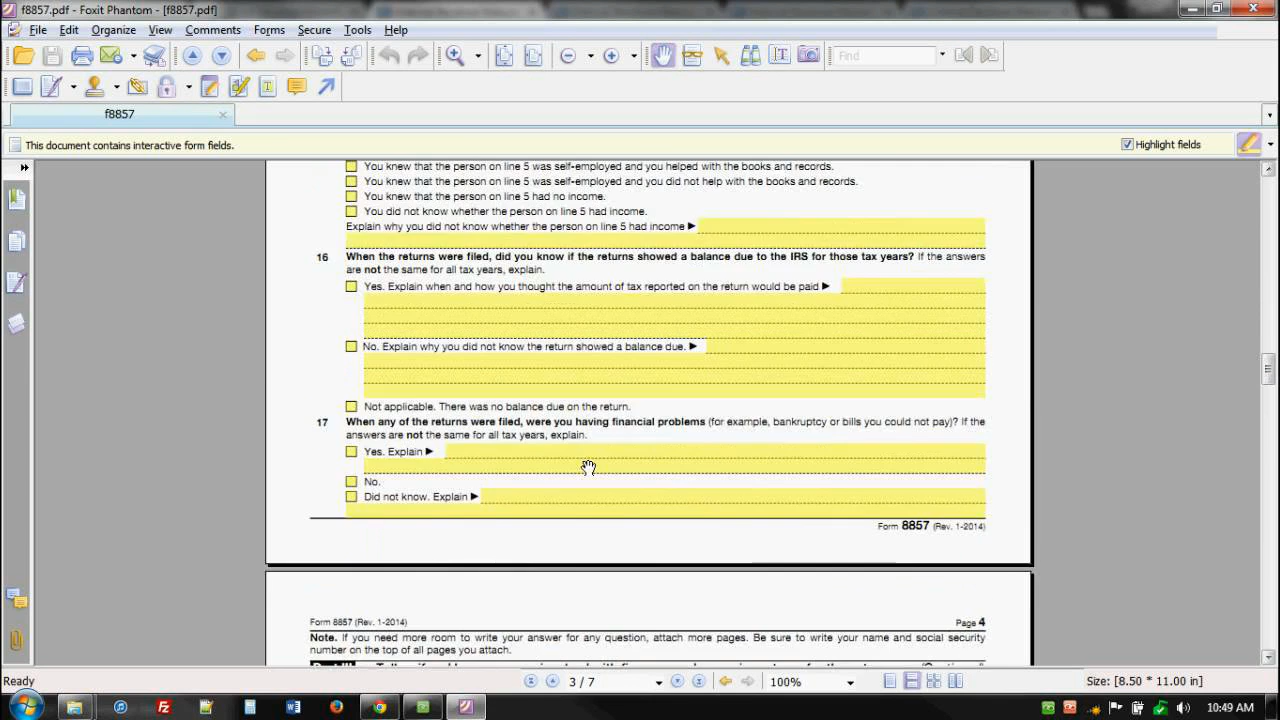 f8857.pdf - Foxit Phantom - [f8857.pdf]
File Edit Organize View Comments Forms Secure Tools Help
Find
f8857
This document contains interactive form fields. Highlight fields
You knew that the person on line 5 was self-employed and you helped with the books and records.
You knew that the person on line 5 was self-employed and you did not help with the books and records.
You knew that the person on line 5 had no income.
You did not know whether the person on line 5 had income.
Explain why you did not know whether the person on line 5 had income ►
16 When the returns were filed, did you know if the returns showed a balance due to the IRS for those tax years? If the answers
are not the same for all tax years, explain.
Yes. Explain when and how you thought the amount of tax reported on the return would be paid ►
No. Explain why you did not know the return showed a balance due. ►
Not applicable. There was no balance due on the return.
17 When any of the returns were filed, were you having financial problems (for example, bankruptcy or bills you could not pay)? If the
answers are not the same for all tax years, explain.
Yes. Explain ►
No.
Did not know. Explain ►
Form 8857 (Rev. 1-2014)
Form 8857 (Rev. 1-2014) Page 4
Note. If you need more room to write your answer for any question, attach more pages. Be sure to write your name and social security
number on the top of all pages you attach.
Ready 3 / 7 100% Size: [8.50 * 11.00 in]
10:49 AM